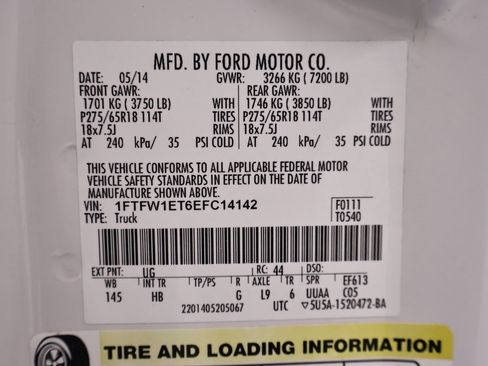 MFD. BY FORD MOTOR CO.
DATE: 05/14 GVWR: 3266 KG ( 7200 LB)
FRONT GAWR: REAR GAWR:
1701 KG ( 3750 LB) WITH 1746 KG ( 3850 LB) WITH
P275/65R18 114T TIRES P275/65R18 114T TIRES
18x7.5J RIMS 18x7.5J RIMS
AT 240 kPa/ 35 PSI COLD AT 240 kPa/ 35 PSI COLD
THIS VEHICLE CONFORMS TO ALL APPLICABLE FEDERAL MOTOR
VEHICLE SAFETY STANDARDS IN EFFECT ON THE DATE OF
MANUFACTURE SHOWN ABOVE.
VIN: 1FTFW1ET6EFC14142 F0111
TYPE: Truck T0540
EXT PNT: UG RC: 44 DSO:
WB INT TR TP/PS R AXLE TR SPR EF613
145 HB G L9 6 UUAA C05
2201405205067 UTC ▽5U5A-1520472-BA
TIRE AND LOADING INFORMATION